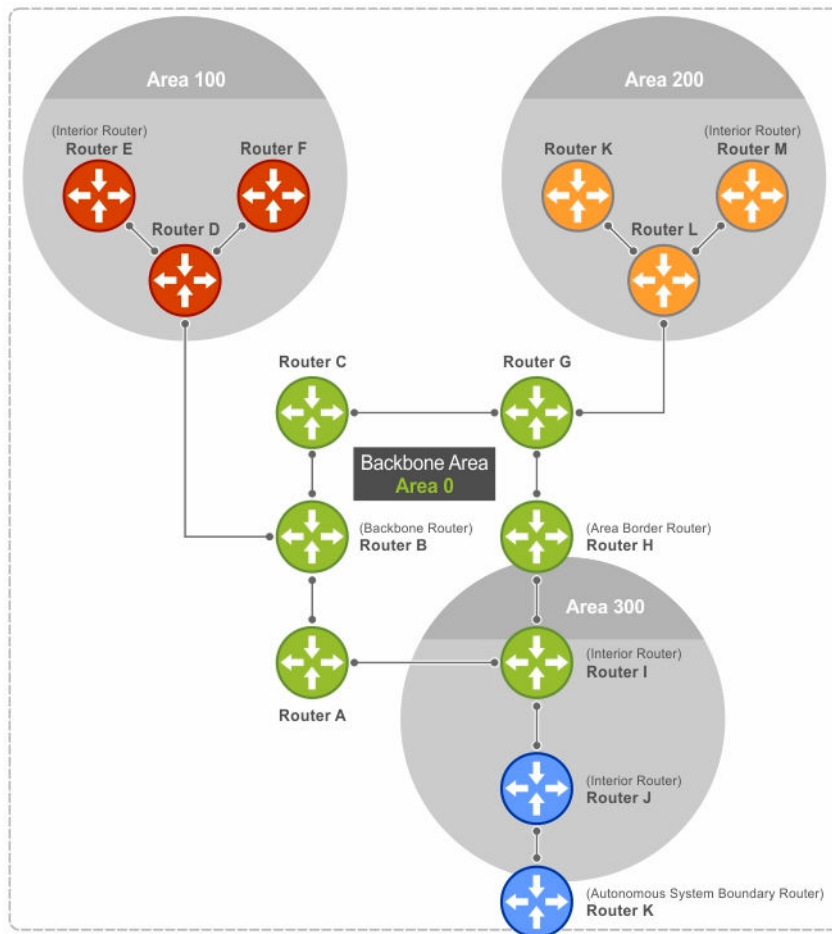 Area 100
Area 200
(Interior Router)
Router E
Router F
Router D
Router K
(Interior Router)
Router M
Router L
Router C
Router G
Backbone Area
Area 0
(Backbone Router)
Router B
(Area Border Router)
Router H
Area 300
Router A
(Interior Router)
Router I
(Interior Router)
Router J
(Autonomous System Boundary Router)
Router K